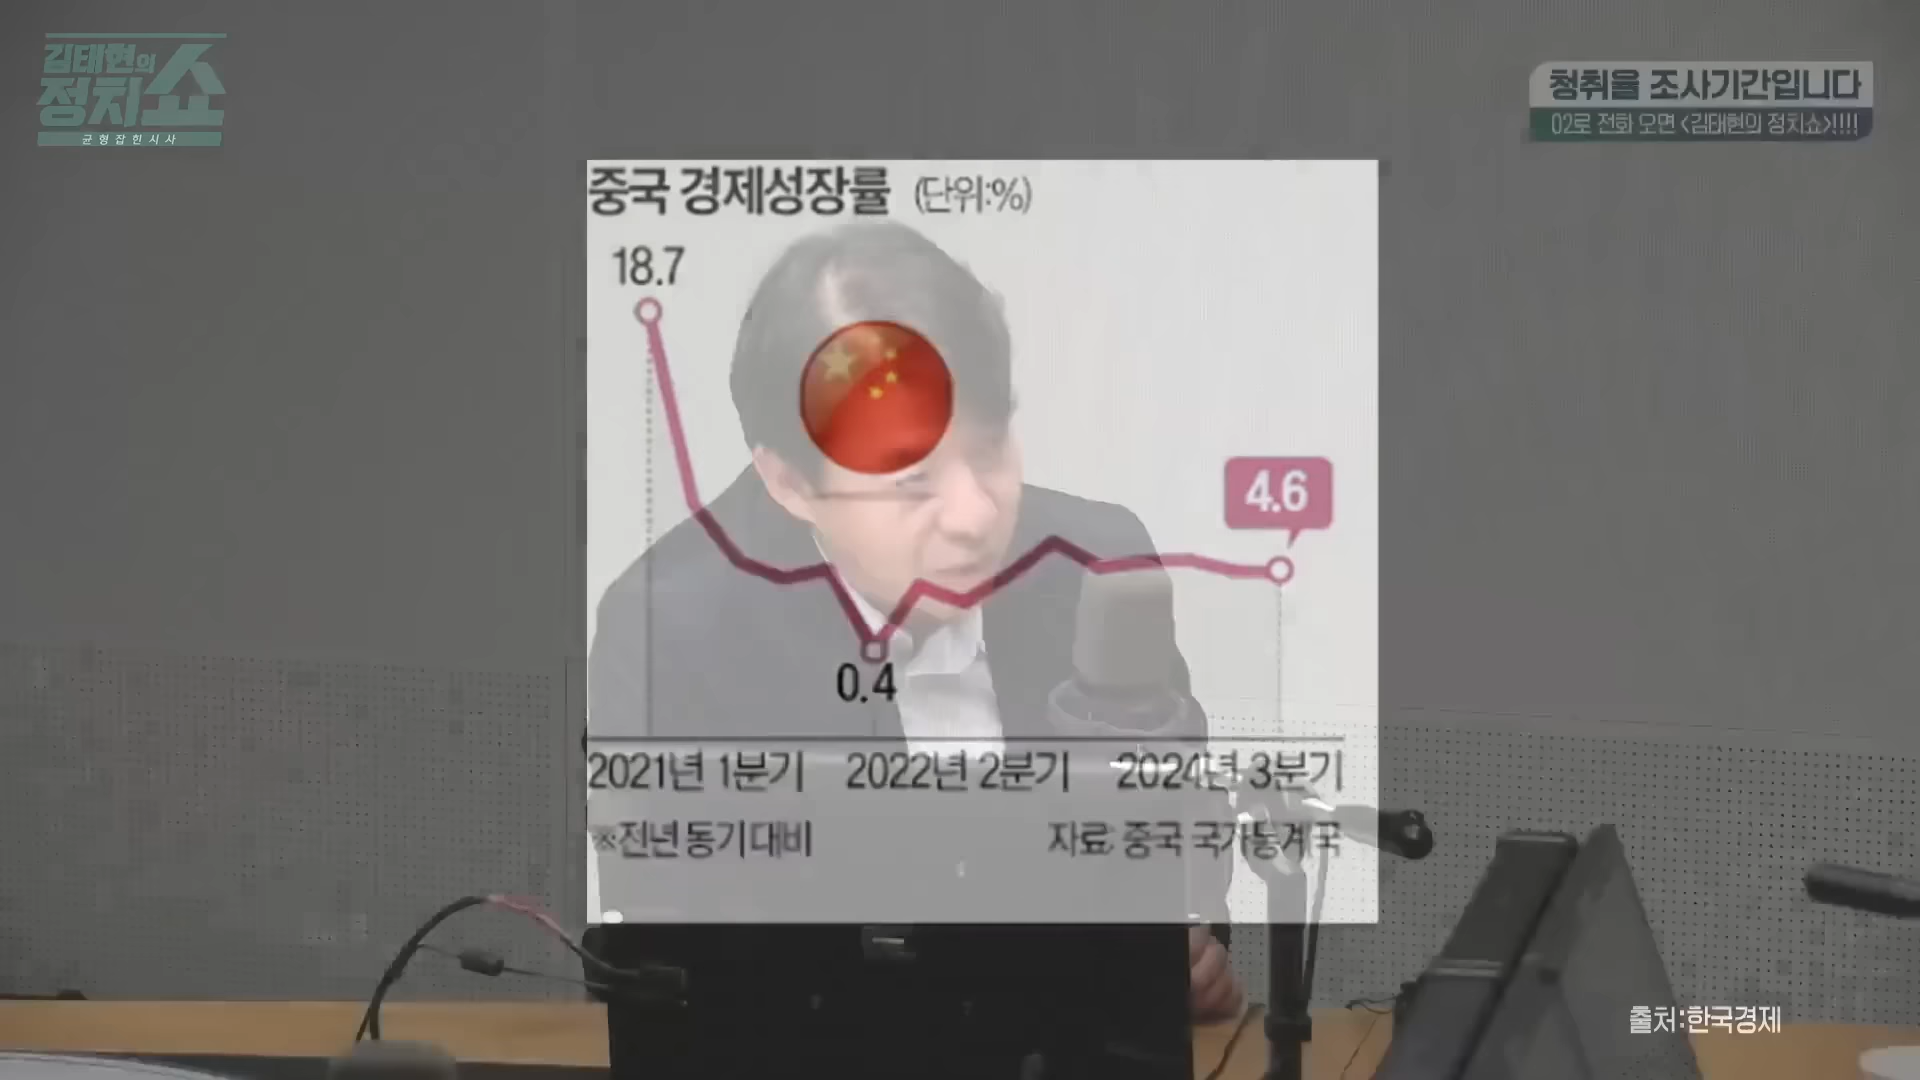 김태현의
정치쇼
균형잡힌시사
청취율 조사기간입니다
02로 전화 오면 <김태현의 정치쇼>!!!!
중국 경제성장률 (단위:%)
18.7
4.6
0.4
2021년 1분기 2022년 2분기 2024년 3분기
※전년 동기 대비 자료: 중국 국가통계국
출처:한국경제